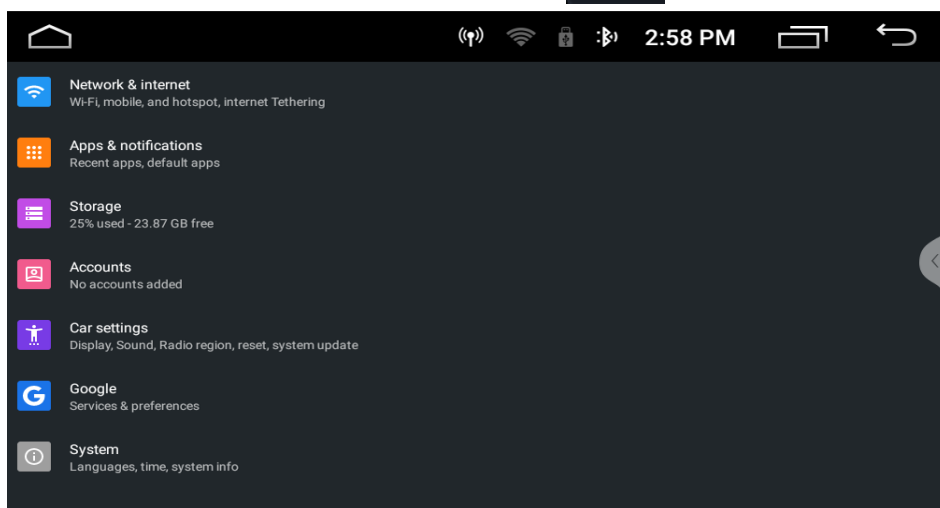 2:58 PM
Network & internet
Wi-Fi, mobile, and hotspot, internet Tethering
Apps & notifications
Recent apps, default apps
Storage
25% used - 23.87 GB free
Accounts
No accounts added
Car settings
Display, Sound, Radio region, reset, system update
G
Google
Services & preferences
System
Languages, time, system info